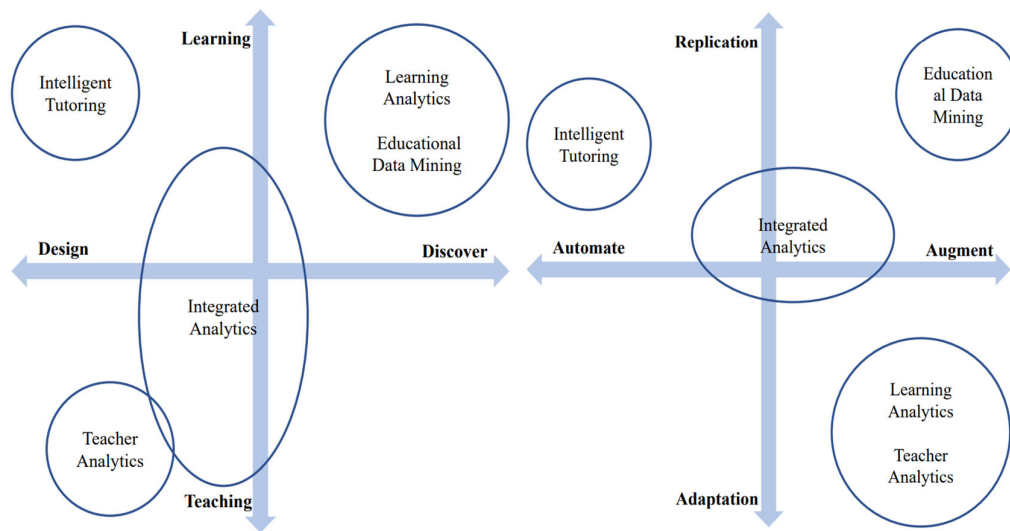 Learning
Intelligent
Tutoring
Learning
Analytics
Educational
Data Mining
Design
Discover
Integrated
Analytics
Teacher
Analytics
Teaching
Replication
Education
al Data
Mining
Intelligent
Tutoring
Integrated
Analytics
Automate
Augment
Learning
Analytics
Teacher
Analytics
Adaptation